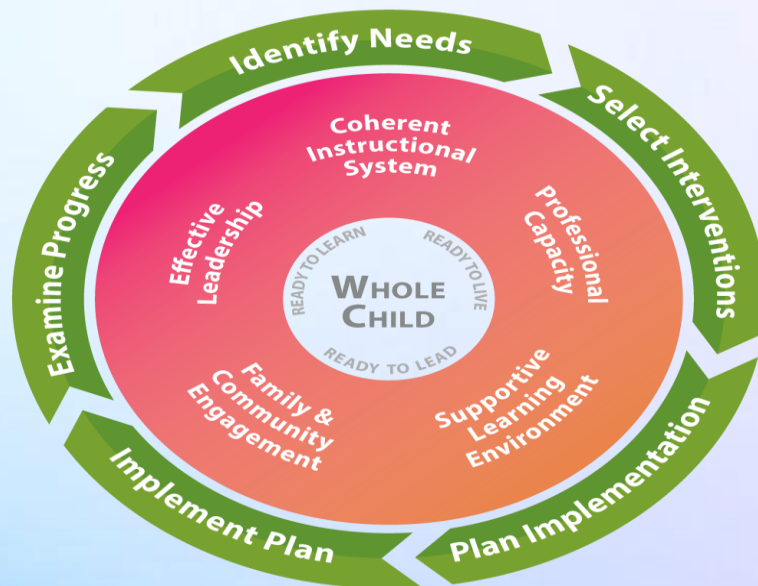 Identify Needs
Select Interventions
Plan Implementation
Implement Plan
Examine Progress
Coherent
Instructional
System
Professional
Capacity
Supportive
Learning
Environment
Family &
Community
Engagement
Effective
Leadership
READY TO LEARN
READY TO LIVE
READY TO LEAD
WHOLE
CHILD